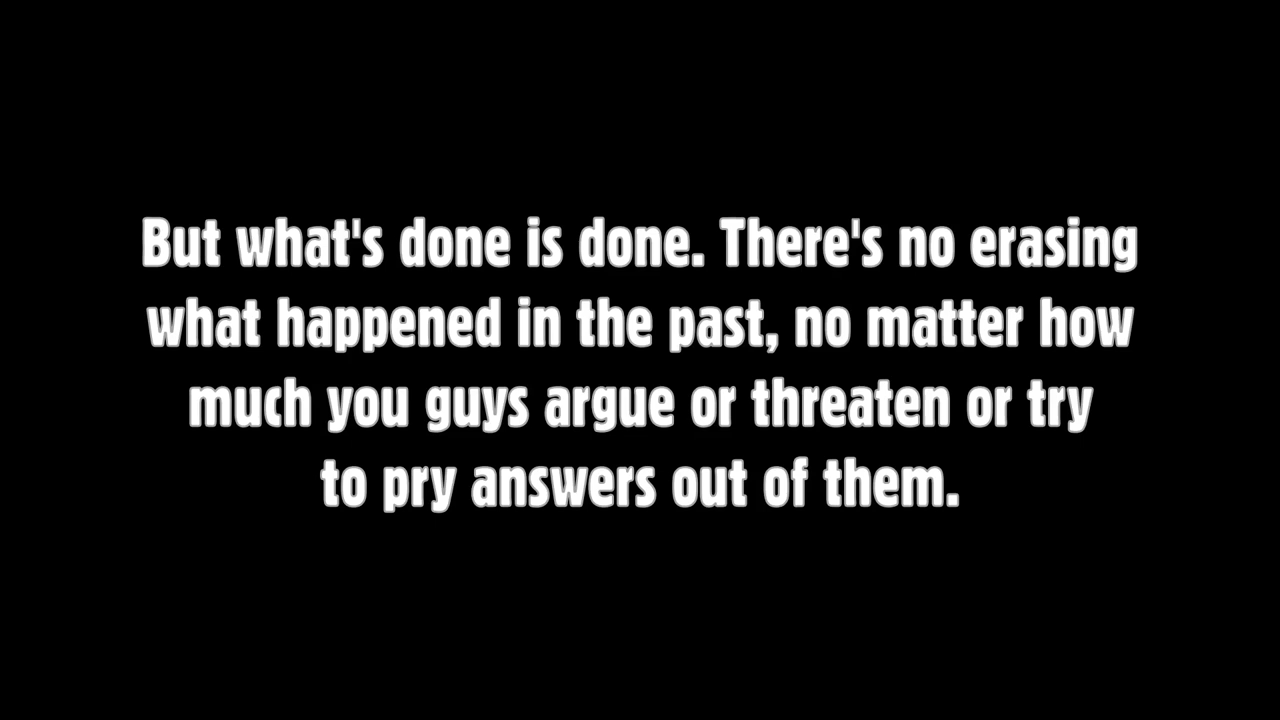 But what's done is done. There's no erasing
what happened in the past, no matter how
much you guys argue or threaten or try
to pry answers out of them.